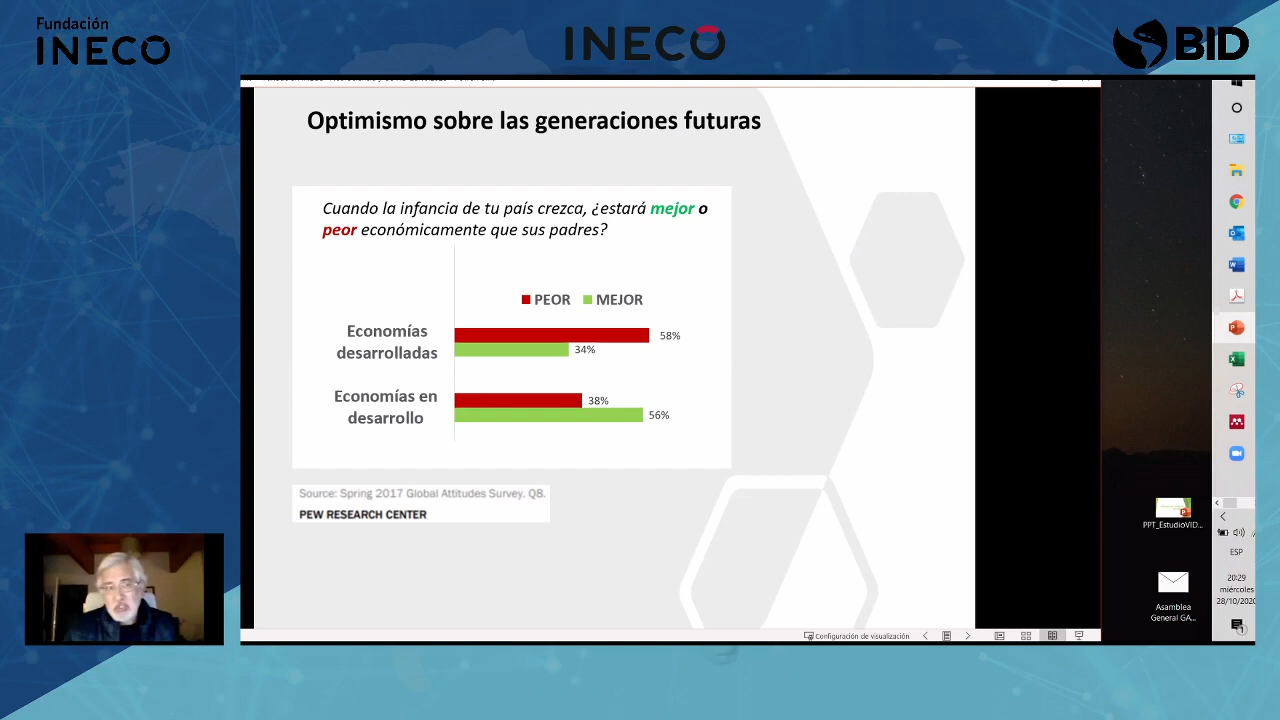 Fundación
INECO
INECO
BID
Optimismo sobre las generaciones futuras
Cuando la infancia de tu país crezca, ¿estará mejor o
peor económicamente que sus padres?
PEOR MEJOR
Economías
desarrolladas
58%
34%
Economías en
desarrollo
38%
56%
Source: Spring 2017 Global Attitudes Survey. Q8.
PEW RESEARCH CENTER
PPT_EstudioVID...
Asamblea
General GA...
ESP
20:29
miércoles
28/10/2020
Configuración de visualización